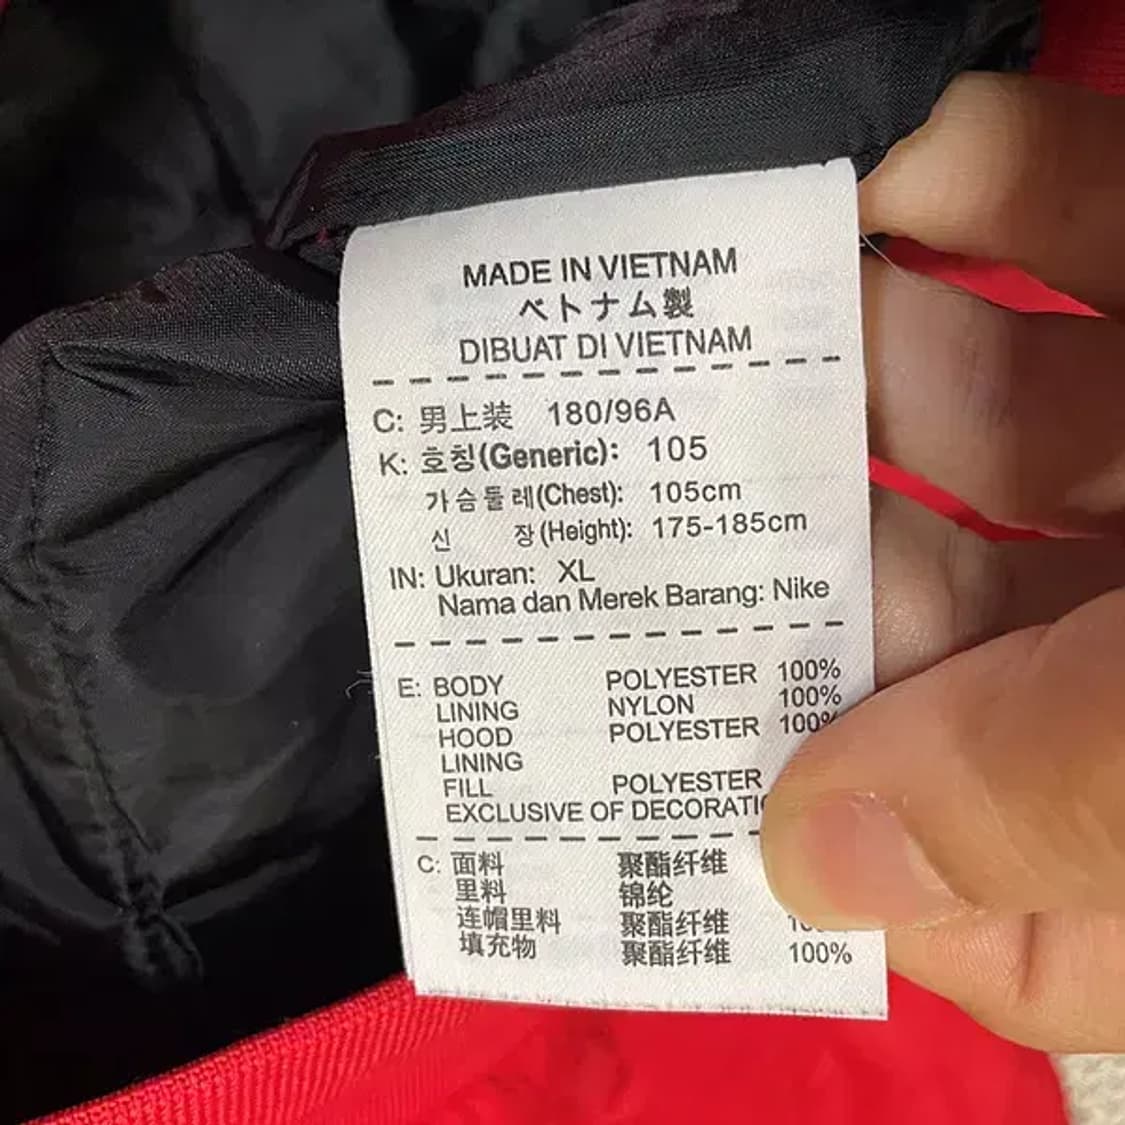 MADE IN VIETNAM
ベトナム製
DIBUAT DI VIETNAM
C: 男上装 180/96A
K: 호칭(Generic): 105
가슴둘레(Chest): 105cm
신 장(Height): 175-185cm
IN: Ukuran: XL
Nama dan Merek Barang: Nike
E: BODY POLYESTER 100%
LINING NYLON 100%
HOOD POLYESTER 100%
LINING
FILL POLYESTER
EXCLUSIVE OF
C: 面料 聚酯纤维
里料 锦纶
连帽里料 聚酯纤维
填充物 聚酯纤维 100%